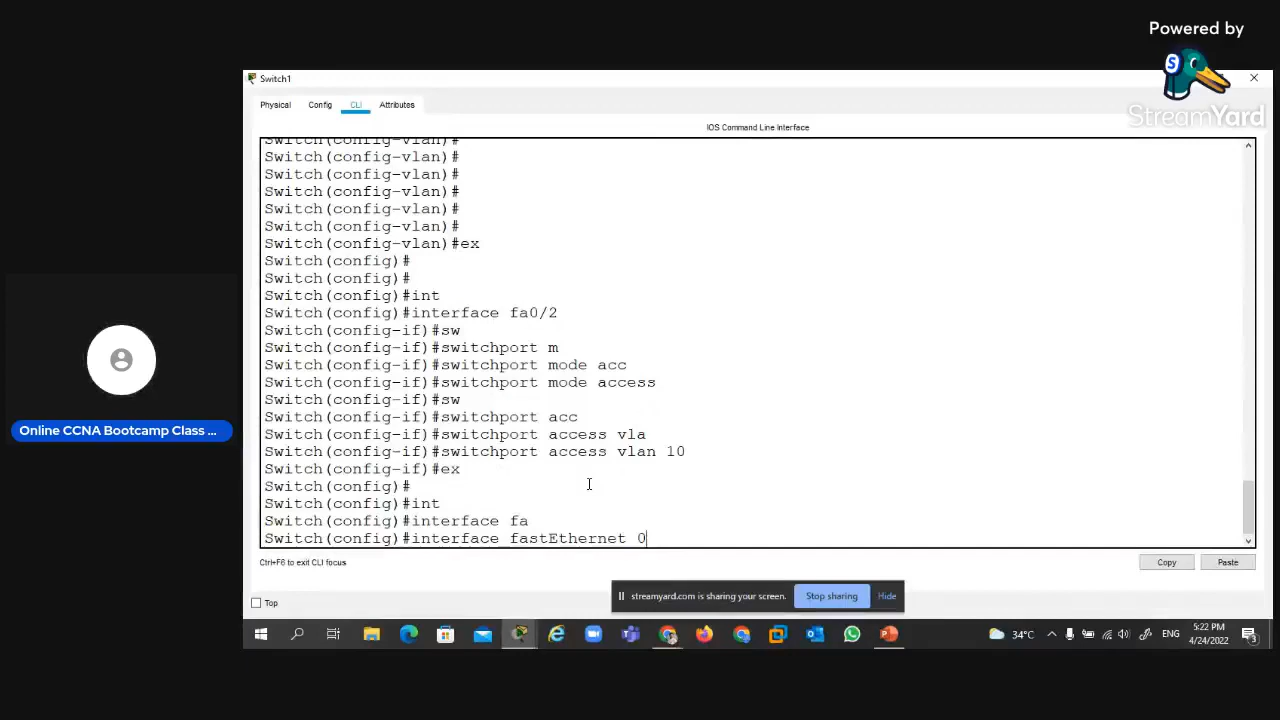 Powered by
StreamYard
Switch1
Physical Config CLI Attributes
IOS Command Line Interface
Switch(config-vlan)#
Switch(config-vlan)#
Switch(config-vlan)#
Switch(config-vlan)#
Switch(config-vlan)#
Switch(config-vlan)#
Switch(config-vlan)#ex
Switch(config)#
Switch(config)#
Switch(config)#int
Switch(config)#interface fa0/2
Switch(config-if)#sw
Switch(config-if)#switchport m
Switch(config-if)#switchport mode acc
Switch(config-if)#switchport mode access
Switch(config-if)#sw
Switch(config-if)#switchport acc
Switch(config-if)#switchport access vla
Switch(config-if)#switchport access vlan 10
Switch(config-if)#ex
Switch(config)#
Switch(config)#int
Switch(config)#interface fa
Switch(config)#interface fastEthernet 0
Ctrl+F6 to exit CLI focus
Copy Paste
Top
streamyard.com is sharing your screen. Stop sharing Hide
Online CCNA Bootcamp Class ...
34°C ENG 5:22 PM
4/24/2022